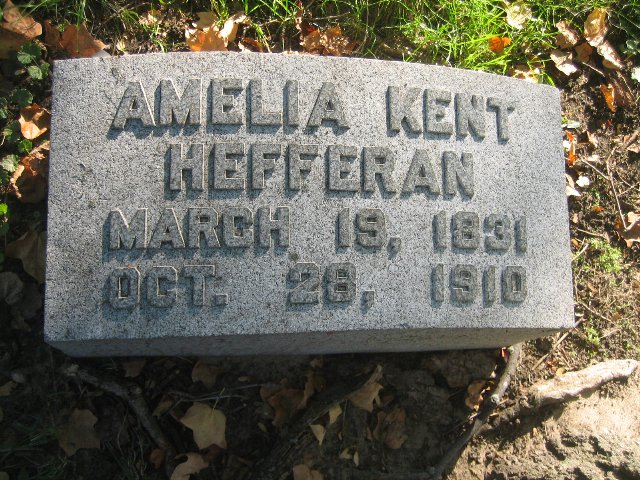 AMELIA KENT
HEFFERAN
MARCH 19, 1831
OCT. 28, 1910